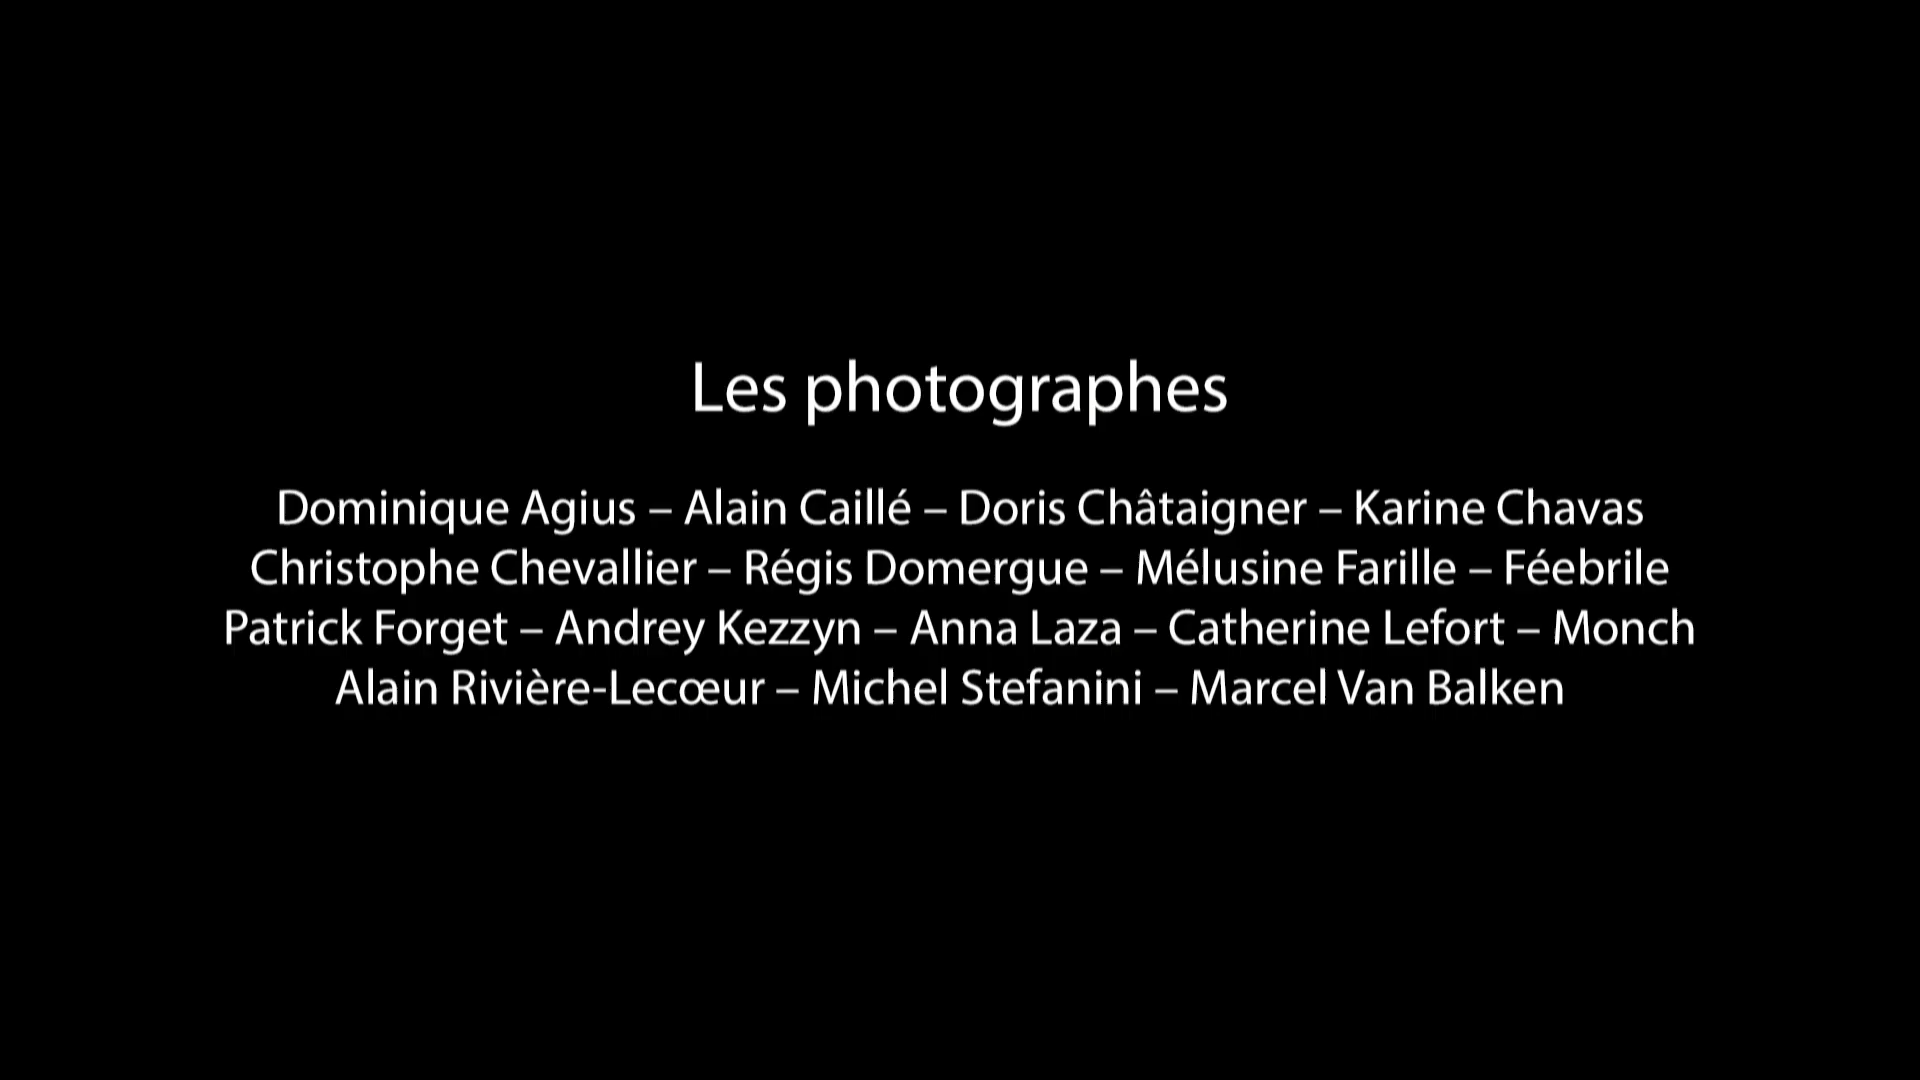 Les photographes
Dominique Agius – Alain Caillé – Doris Châtaigner – Karine Chavas
Christophe Chevallier – Régis Domergue – Mélusine Farille – Féebrile
Patrick Forget – Andrey Kezzyn – Anna Laza – Catherine Lefort – Monch
Alain Rivière-Lecœur – Michel Stefanini – Marcel Van Balken